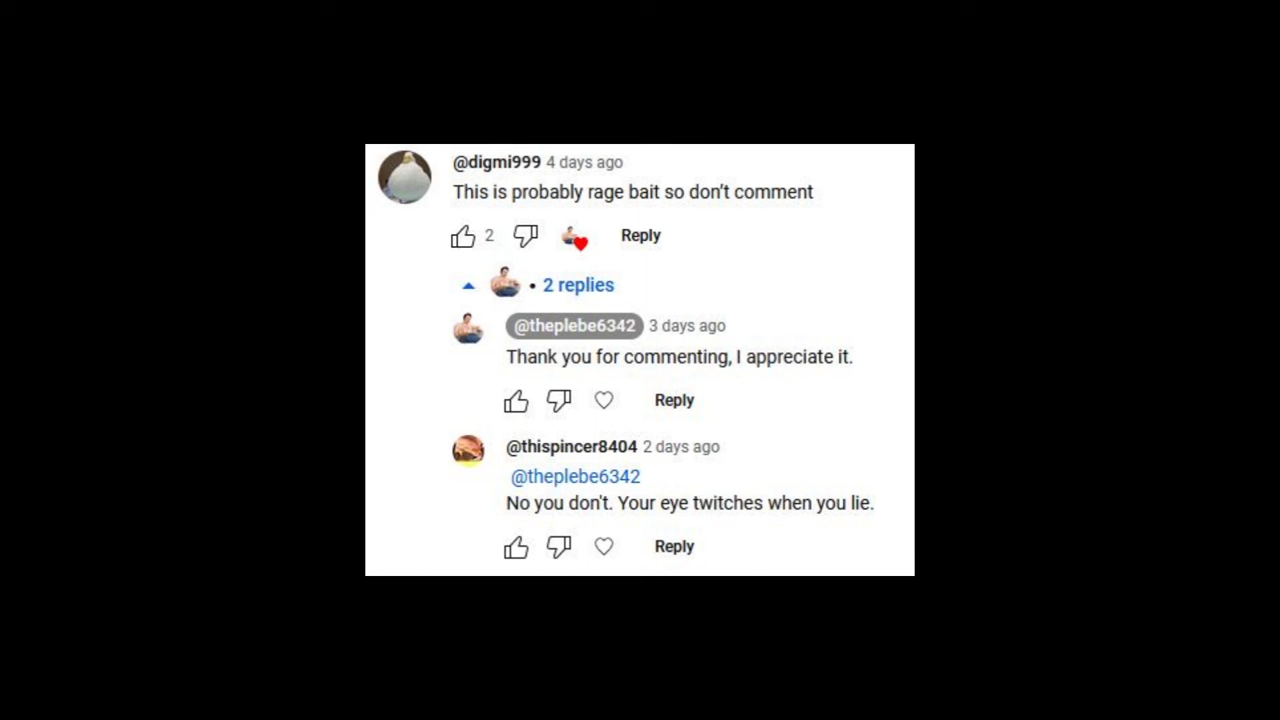 @digmi999 4 days ago
This is probably rage bait so don't comment
2 Reply
• 2 replies
@theplebe6342 3 days ago
Thank you for commenting, I appreciate it.
Reply
@thispincer8404 2 days ago
@theplebe6342
No you don't. Your eye twitches when you lie.
Reply